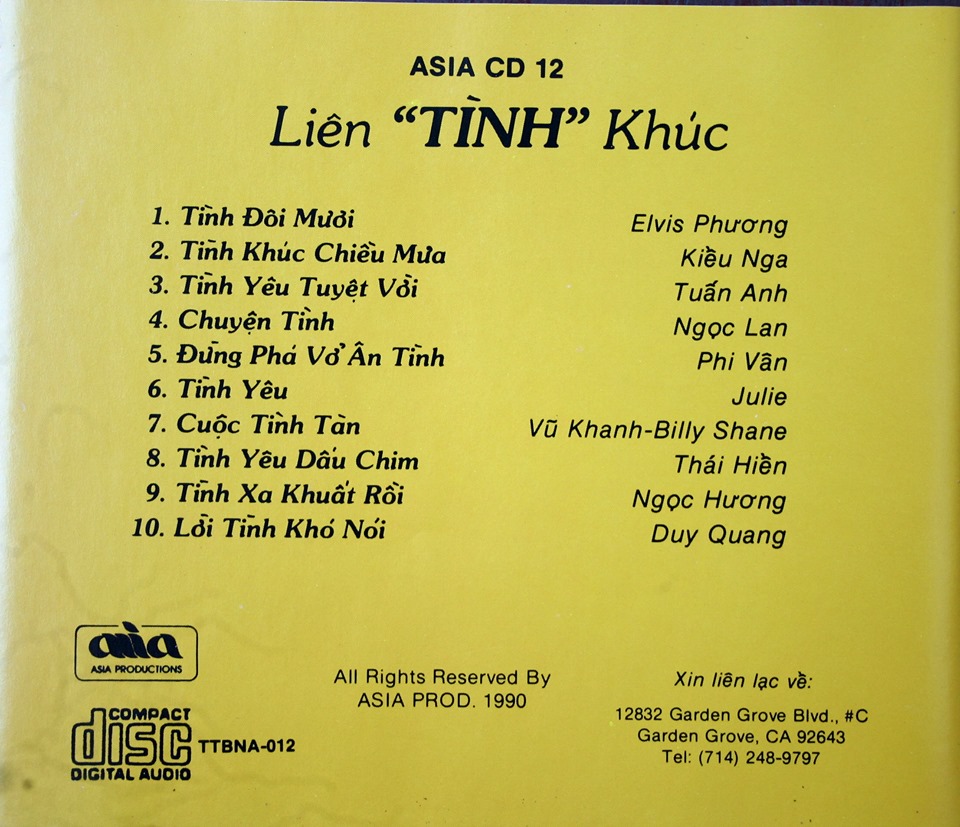 ASIA CD 12
Liên “TÌNH” Khúc
1. Tình Đôi Mươi Elvis Phương
2. Tình Khúc Chiều Mưa Kiều Nga
3. Tình Yêu Tuyệt Vời Tuấn Anh
4. Chuyện Tình Ngọc Lan
5. Đừng Phá Vở Ân Tình Phi Vân
6. Tình Yêu Julie
7. Cuộc Tình Tàn Vũ Khanh-Billy Shane
8. Tình Yêu Dấu Chim Thái Hiền
9. Tình Xa Khuất Rồi Ngọc Hương
10. Lời Tình Khó Nói Duy Quang
asia
ASIA PRODUCTIONS
All Rights Reserved By
ASIA PROD. 1990
Xin liên lạc về:
12832 Garden Grove Blvd., #C
Garden Grove, CA 92643
Tel: (714) 248-9797
COMPACT
disc
DIGITAL AUDIO
TTBNA-012